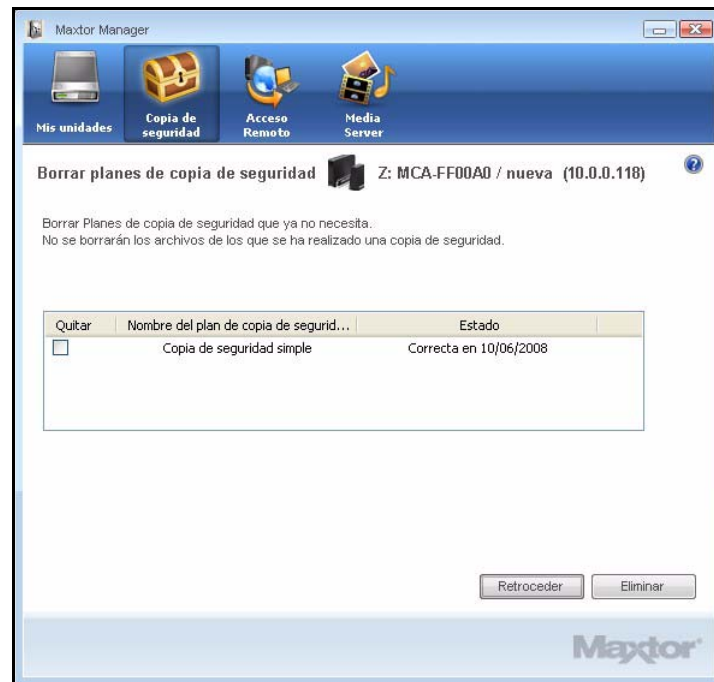 Maxtor Manager
Mis unidades
Copia de
seguridad
Acceso
Remoto
Media
Server
Borrar planes de copia de seguridad Z: MCA-FF00A0 / nueva (10.0.0.118)
?
Borrar Planes de copia de seguridad que ya no necesita.
No se borrarán los archivos de los que se ha realizado una copia de seguridad.
Quitar Nombre del plan de copia de segurid... Estado
Copia de seguridad simple Correcta en 10/06/2008
Retroceder Eliminar
Maxtor